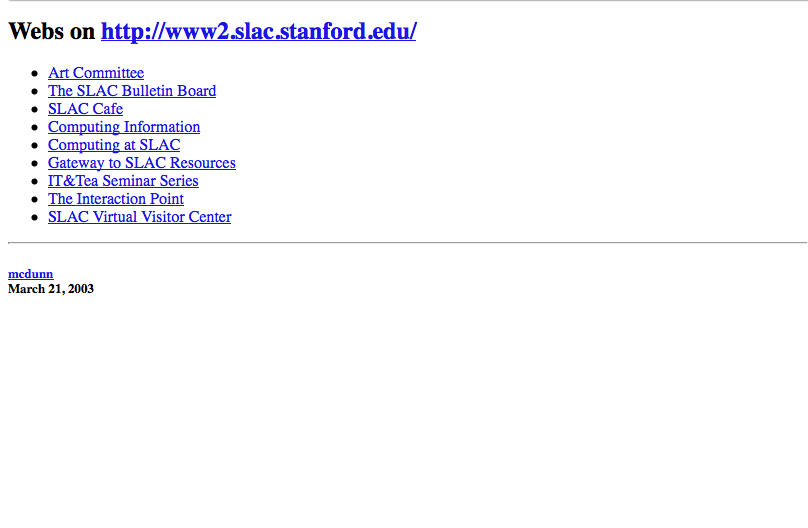 Webs on http://www2.slac.stanford.edu/
Art Committee
The SLAC Bulletin Board
SLAC Cafe
Computing Information
Computing at SLAC
Gateway to SLAC Resources
IT&Tea Seminar Series
The Interaction Point
SLAC Virtual Visitor Center
mcdunn
March 21, 2003